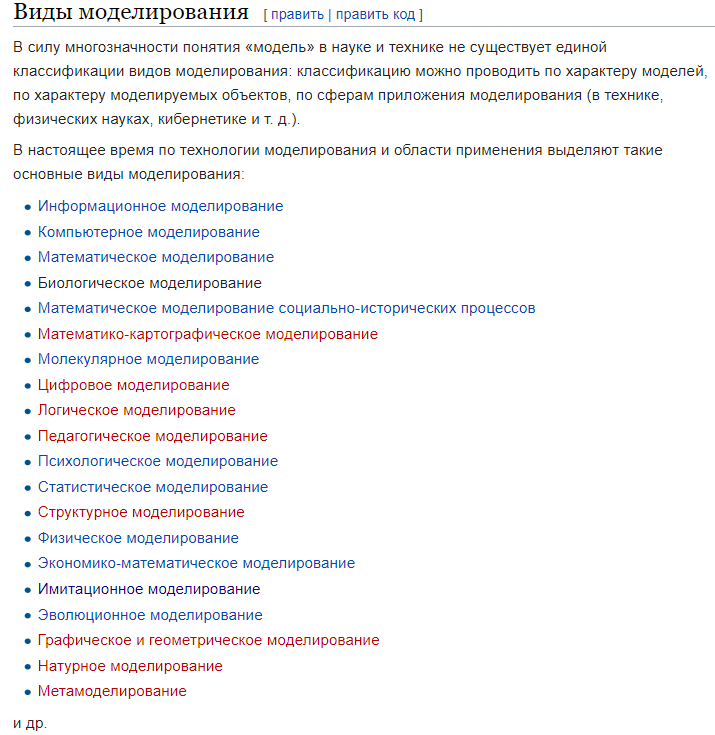 Виды моделирования [ править | править код ]
В силу многозначности понятия «модель» в науке и технике не существует единой
классификации видов моделирования: классификацию можно проводить по характеру моделей,
по характеру моделируемых объектов, по сферам приложения моделирования (в технике,
физических науках, кибернетике и т. д.).
В настоящее время по технологии моделирования и области применения выделяют такие
основные виды моделирования:
• Информационное моделирование
• Компьютерное моделирование
• Математическое моделирование
• Биологическое моделирование
• Математическое моделирование социально-исторических процессов
• Математико-картографическое моделирование
• Молекулярное моделирование
• Цифровое моделирование
• Логическое моделирование
• Педагогическое моделирование
• Психологическое моделирование
• Статистическое моделирование
• Структурное моделирование
• Физическое моделирование
• Экономико-математическое моделирование
• Имитационное моделирование
• Эволюционное моделирование
• Графическое и геометрическое моделирование
• Натурное моделирование
• Метамоделирование
и др.